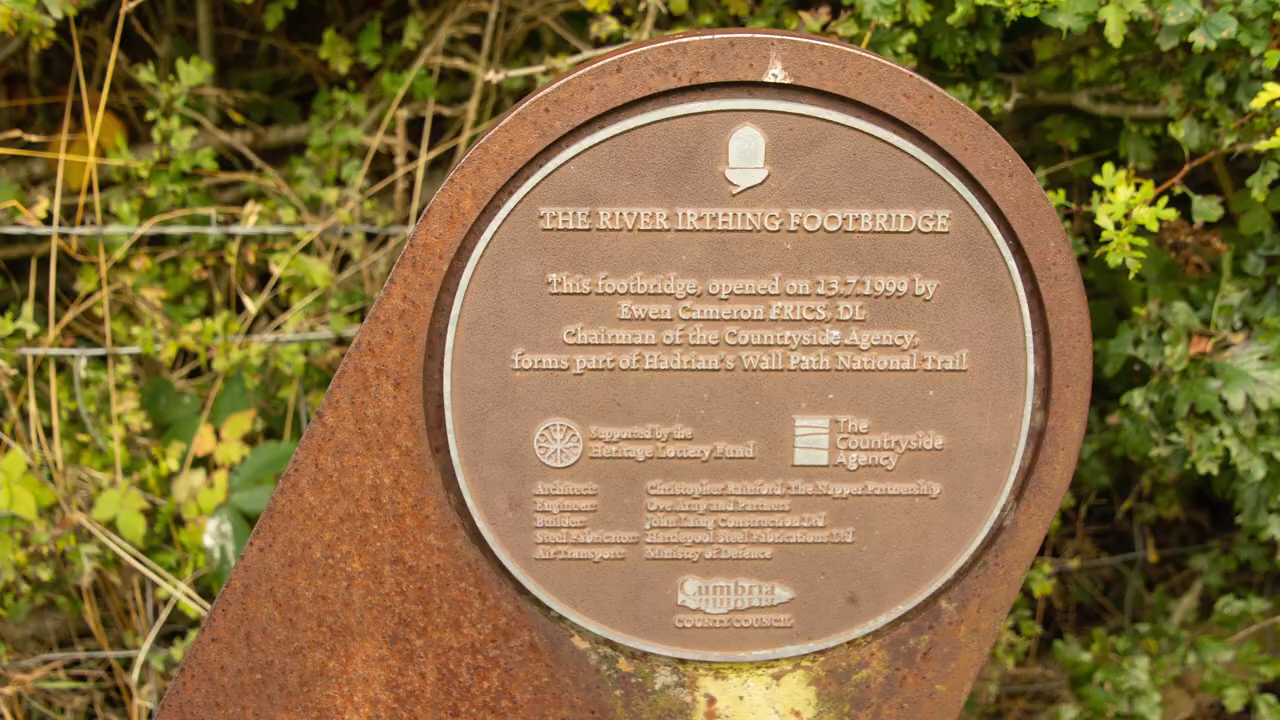 THE RIVER IRTHING FOOTBRIDGE
This footbridge, opened on 13.7.1999 by
Ewen Cameron FRICS, DL
Chairman of the Countryside Agency,
forms part of Hadrian's Wall Path National Trail
Supported by the
Heritage Lottery Fund
The
Countryside
Agency
Architect: Christopher Rainford, The Napper Partnership
Engineer: Ove Arup and Partners
Builder: John Laing Construction Ltd
Steel Fabricator: Hartlepool Steel Fabrications Ltd
Air Transport: Ministry of Defence
Cumbria
COUNTY COUNCIL